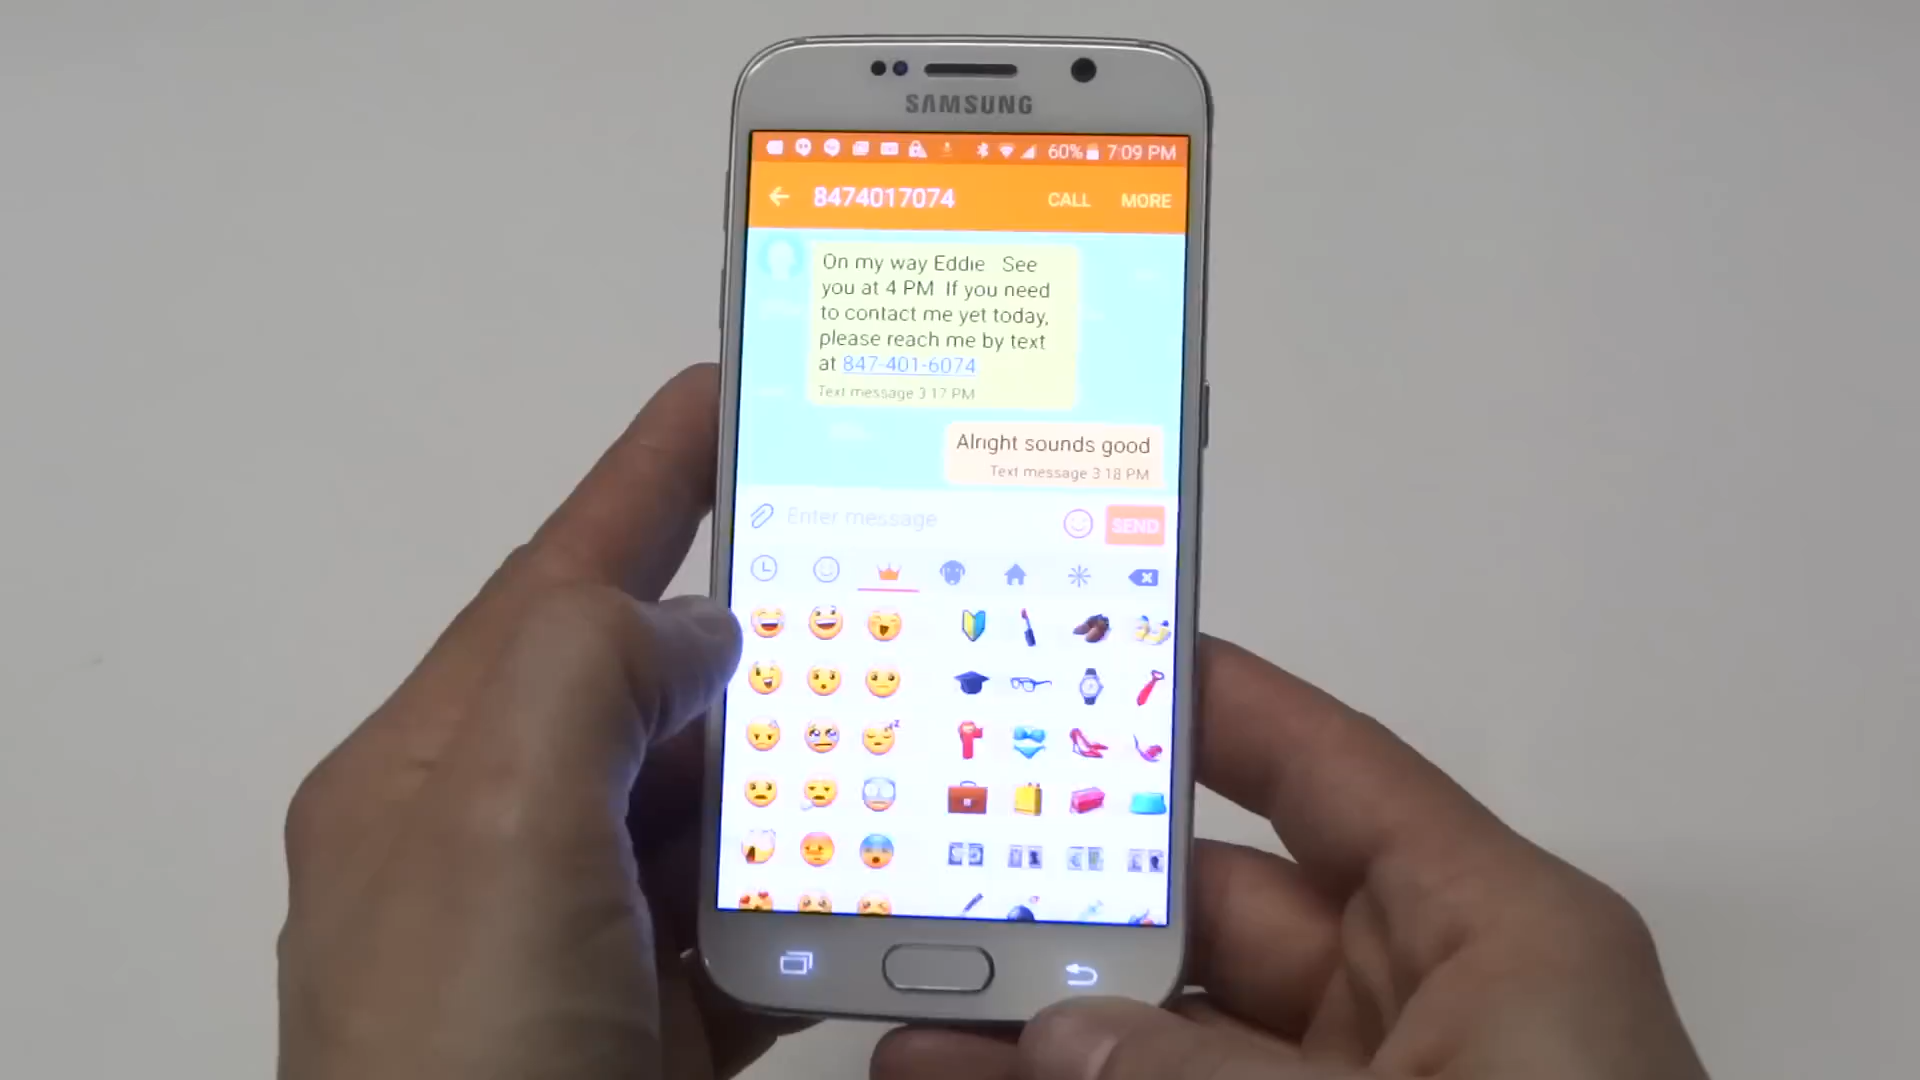 SAMSUNG
60% 7:09 PM
8474017074 CALL MORE
On my way Eddie See
you at 4 PM If you need
to contact me yet today,
please reach me by text
at 847-401-6074
Text message 3 17 PM
Alright sounds good
Text message 3 18 PM
Enter message SEND